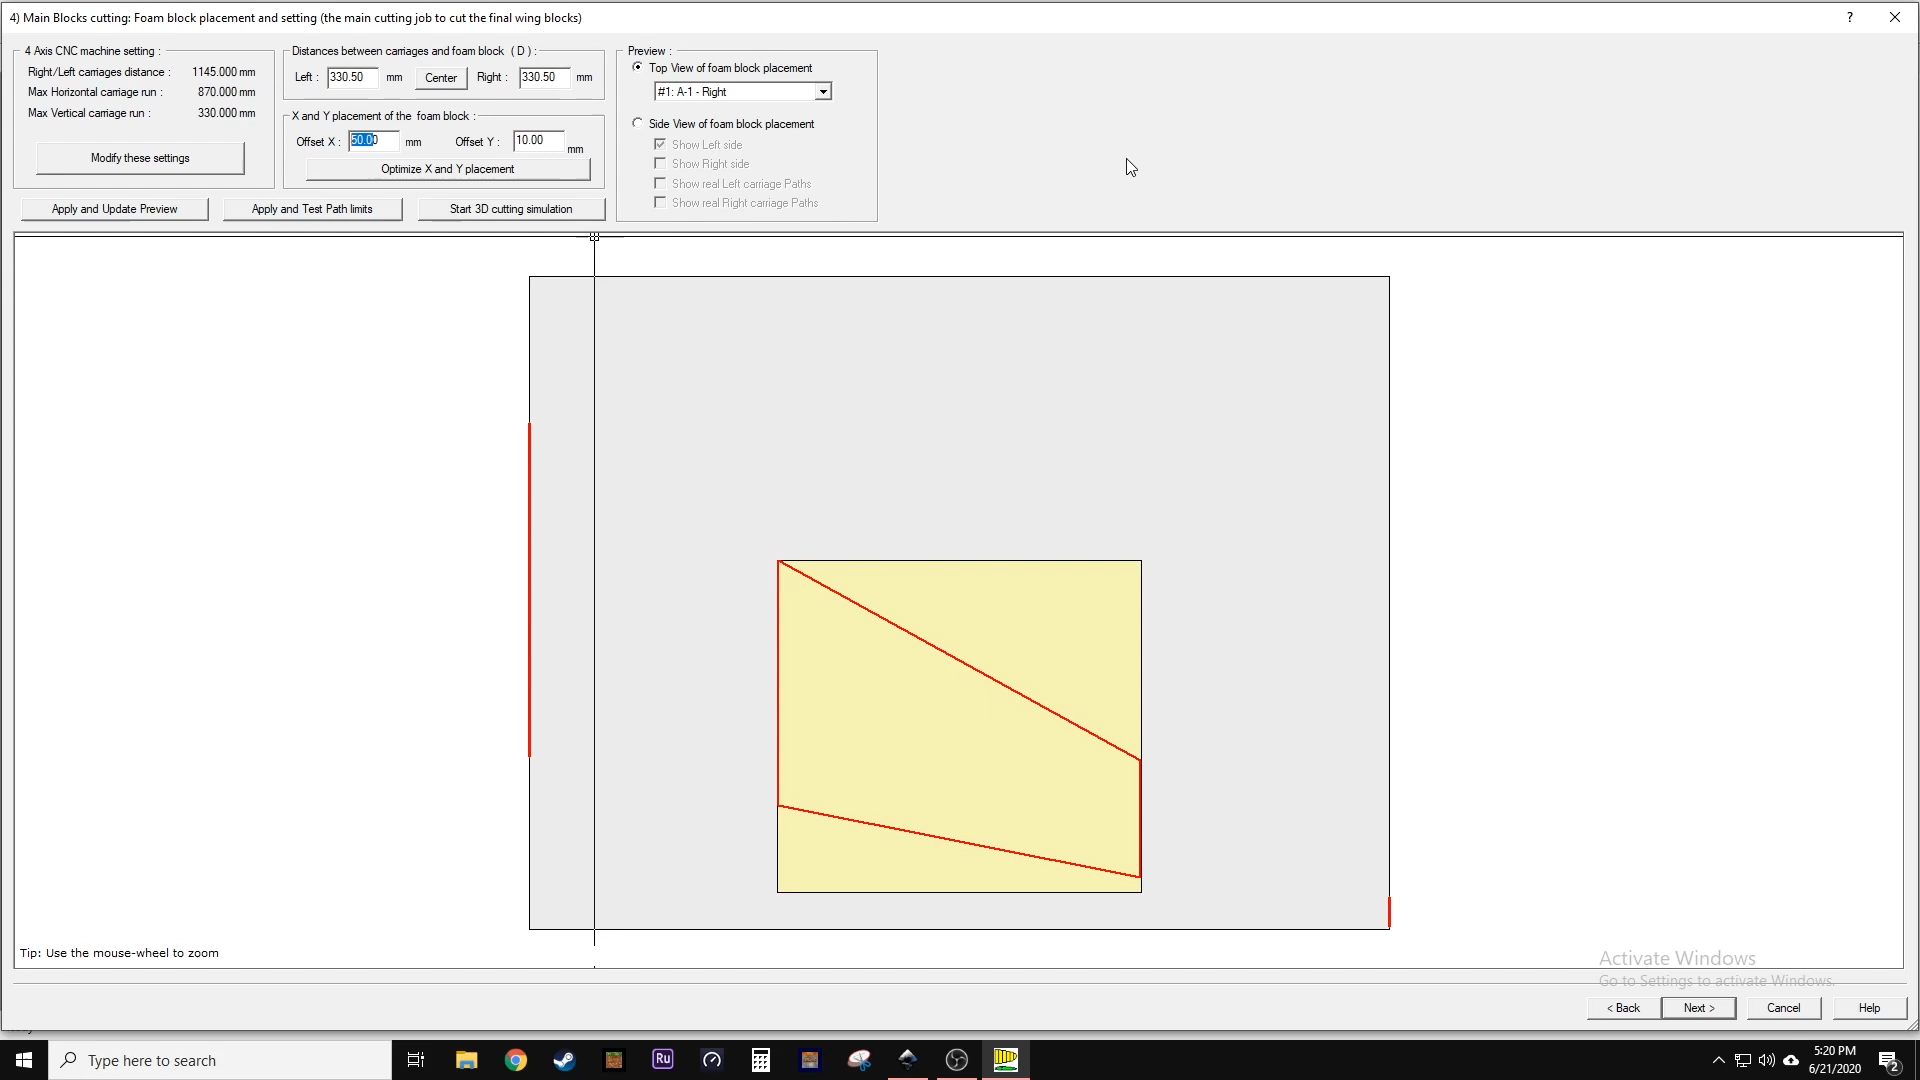 4) Main Blocks cutting: Foam block placement and setting (the main cutting job to cut the final wing blocks)
?
4 Axis CNC machine setting :
Right/Left carriages distance : 1145.000 mm
Max Horizontal carriage run : 870.000 mm
Max Vertical carriage run : 330.000 mm
Modify these settings
Distances between carriages and foam block ( D ) :
Left : 330.50 mm Center Right : 330.50 mm
X and Y placement of the foam block :
Offset X : 50.00 mm Offset Y : 10.00 mm
Optimize X and Y placement
Apply and Update Preview
Apply and Test Path limits
Start 3D cutting simulation
Preview :
Top View of foam block placement
#1: A-1 - Right
Side View of foam block placement
Show Left side
Show Right side
Show real Left carriage Paths
Show real Right carriage Paths
Tip: Use the mouse-wheel to zoom
Activate Windows
Go to Settings to activate Windows.
< Back Next > Cancel Help
Type here to search
Ru
5:20 PM
6/21/2020
2